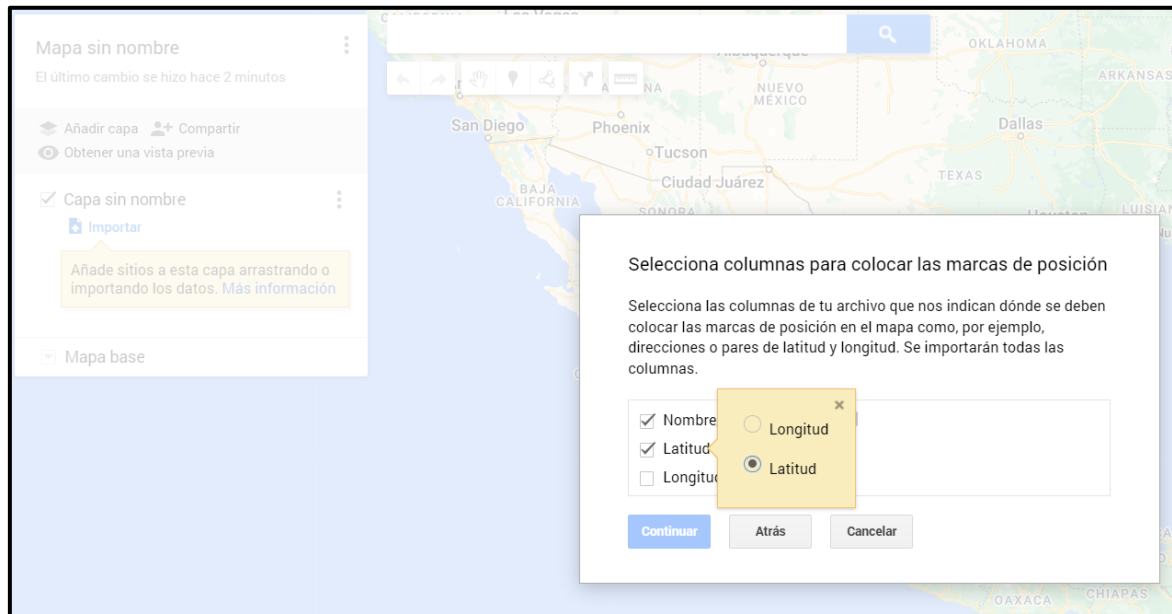 Mapa sin nombre
El último cambio se hizo hace 2 minutos
Añadir capa Compartir
Obtener una vista previa
Capa sin nombre
Importar
Añade sitios a esta capa arrastrando o
importando los datos. Más información
Mapa base
Las Vegas
Albuquerque
OKLAHOMA
ARKANSAS
NUEVO
MÉXICO
San Diego
Phoenix
Dallas
Tucson
Ciudad Juárez
TEXAS
BAJA
CALIFORNIA
SONORA
Houston
Selecciona columnas para colocar las marcas de posición
Selecciona las columnas de tu archivo que nos indican dónde se deben
colocar las marcas de posición en el mapa como, por ejemplo,
direcciones o pares de latitud y longitud. Se importarán todas las
columnas.
Nombre
Latitud
Longitud
Latitud
Continuar
Atrás
Cancelar
OAXACA
CHIAPAS